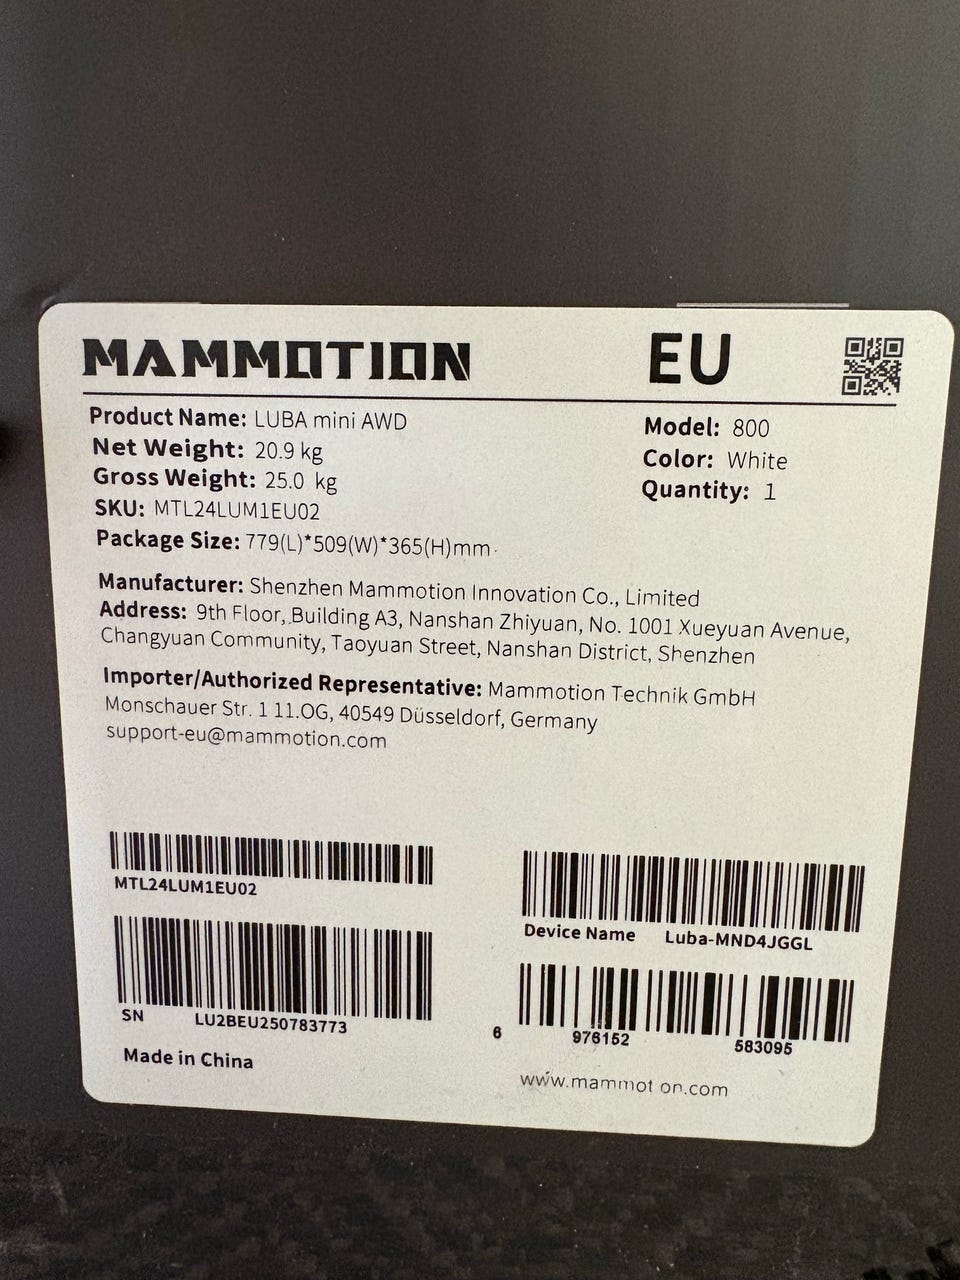 MAMMOTION EU
Product Name: LUBA mini AWD
Net Weight: 20.9 kg
Gross Weight: 25.0 kg
SKU: MTL24LUM1EU02
Package Size: 779(L)*509(W)*365(H)mm
Model: 800
Color: White
Quantity: 1
Manufacturer: Shenzhen Mammotion Innovation Co., Limited
Address: 9th Floor, Building A3, Nanshan Zhiyuan, No. 1001 Xueyuan Avenue,
Changyuan Community, Taoyuan Street, Nanshan District, Shenzhen
Importer/Authorized Representative: Mammotion Technik GmbH
Monschauer Str. 1 11.OG, 40549 Düsseldorf, Germany
support-eu@mammotion.com
MTL24LUM1EU02
Device Name Luba-MND4JGGL
SN LU2BEU250783773
6 976152 583095
Made in China
www.mammot on.com